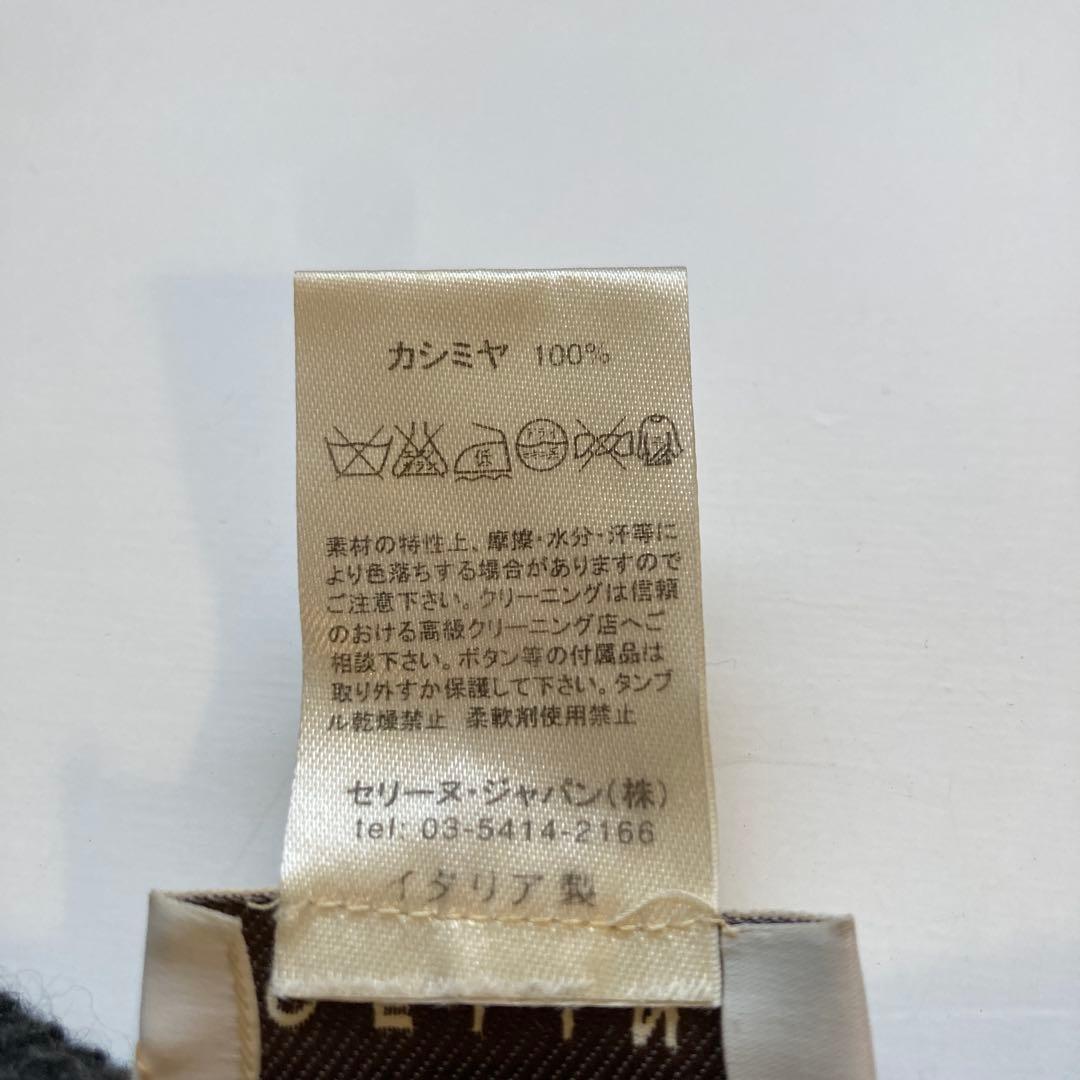 カシミヤ 100%
低
素材の特性上、摩擦・水分・汗等に
より色落ちする場合がありますので
ご注意下さい。クリーニングは信頼
のおける高級クリーニング店へご
相談下さい。ボタン等の付属品は
取り外すか保護して下さい。タンブ
ル乾燥禁止 柔軟剤使用禁止
セリーヌ・ジャパン(株)
tel: 03-5414-2166
イタリア製